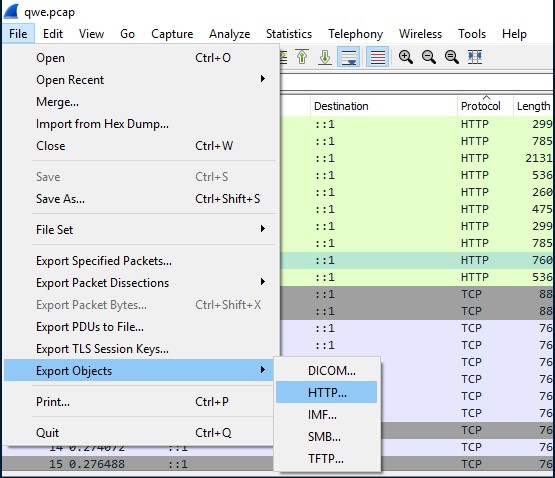 qwe.pcap
File Edit View Go Capture Analyze Statistics Telephony Wireless Tools Help
Open Ctrl+O
Open Recent
Merge...
Import from Hex Dump...
Close Ctrl+W
Save Ctrl+S
Save As... Ctrl+Shift+S
File Set
Export Specified Packets...
Export Packet Dissections
Export Packet Bytes... Ctrl+Shift+X
Export PDUs to File...
Export TLS Session Keys...
Export Objects
Print... Ctrl+P
Quit Ctrl+Q
DICOM...
HTTP...
IMF...
SMB...
TFTP...
Destination Protocol Length
::1 HTTP 299
::1 HTTP 785
::1 HTTP 2131
::1 HTTP 536
::1 HTTP 260
::1 HTTP 475
::1 HTTP 299
::1 HTTP 785
::1 HTTP 760
::1 HTTP 536
::1 TCP 88
::1 TCP 88
::1 TCP 76
::1 TCP 76
TCP 76
TCP 76
TCP 76
TCP 76
TCP 76
14 0.274072 ::1 TCP 76
15 0.276488 ::1 TCP 76